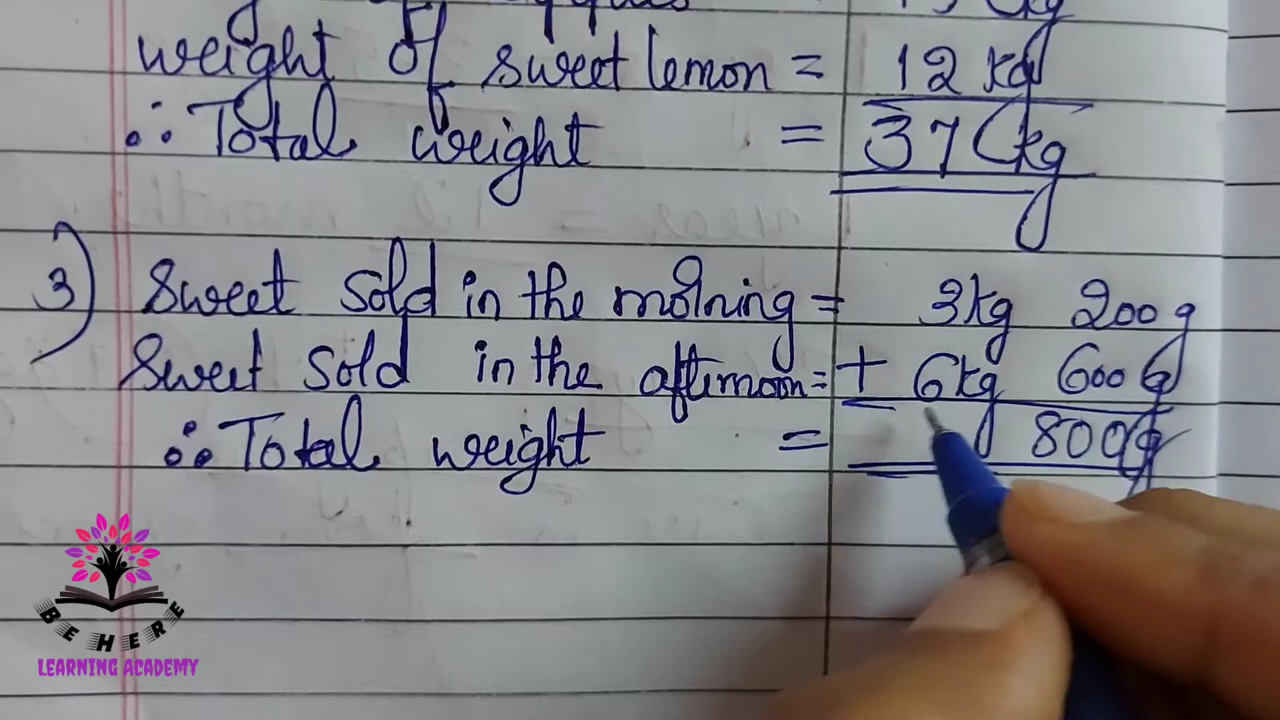 weight of sweet lemon = 12 kg
∴ Total weight = 37 kg
3) Sweet sold in the morning = 3kg 200g
Sweet sold in the afternoon = + 6kg 600g
∴ Total weight = 800g
BEHERE
LEARNING ACADEMY